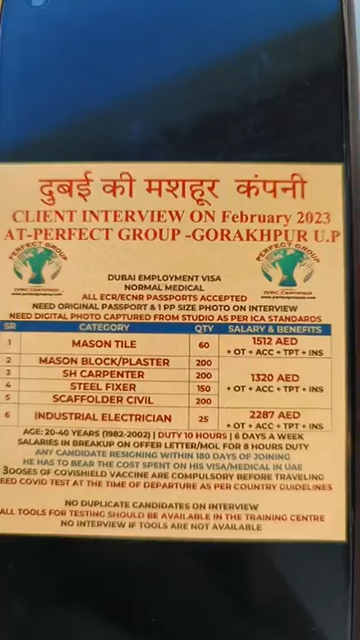 दुबई की मशहूर कंपनी
CLIENT INTERVIEW ON February 2023
AT-PERFECT GROUP -GORAKHPUR U.P
PERFECT GROUP
PERFECT GROUP
DUBAI EMPLOYMENT VISA
NORMAL MEDICAL
ALL ECR/ECNR PASSPORTS ACCEPTED
NEED ORIGINAL PASSPORT & 1 PP SIZE PHOTO ON INTERVIEW
NEED DIGITAL PHOTO CAPTURED FROM STUDIO AS PER ICA STANDARDS
SR CATEGORY QTY SALARY & BENEFITS
1 MASON TILE 60 1512 AED + OT + ACC + TPT + INS
2 MASON BLOCK/PLASTER 200
3 SH CARPENTER 200 1320 AED
4 STEEL FIXER 150 + OT + ACC + TPT + INS
5 SCAFFOLDER CIVIL 200
6 INDUSTRIAL ELECTRICIAN 25 2287 AED + OT + ACC + TPT + INS
AGE: 20-40 YEARS (1982-2002) | DUTY 10 HOURS | 6 DAYS A WEEK
SALARIES IN BREAKUP ON OFFER LETTER/MOL FOR 8 HOURS DUTY
ANY CANDIDATE RESIGNING WITHIN 180 DAYS OF JOINING
HE HAS TO BEAR THE COST SPENT ON HIS VISA/MEDICAL IN UAE
3DOSES OF COVISHIELD VACCINE ARE COMPULSORY BEFORE TRAVELING
EED COVID TEST AT THE TIME OF DEPARTURE AS PER COUNTRY GUIDELINES
NO DUPLICATE CANDIDATES ON INTERVIEW
ALL TOOLS FOR TESTING SHOULD BE AVAILABLE IN THE TRAINING CENTRE
NO INTERVIEW IF TOOLS ARE NOT AVAILABLE